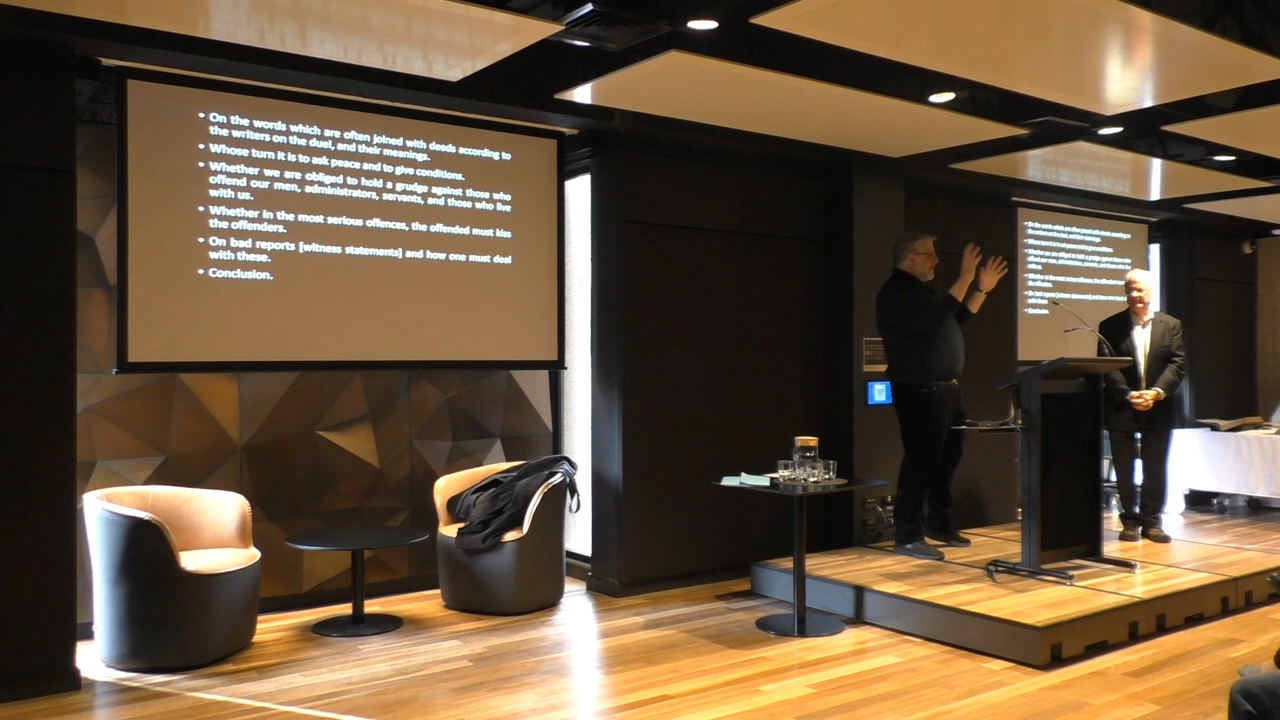 • On the words which are often joined with deeds according to
the writers on the duel, and their meanings.
• Whose turn it is to ask peace and to give conditions.
• Whether we are obliged to hold a grudge against those who
offend our men, administrators, servants, and those who live
with us.
• Whether in the most serious offences, the offended must kiss
the offenders.
• On bad reports [witness statements] and how one must deal
with these.
• Conclusion.